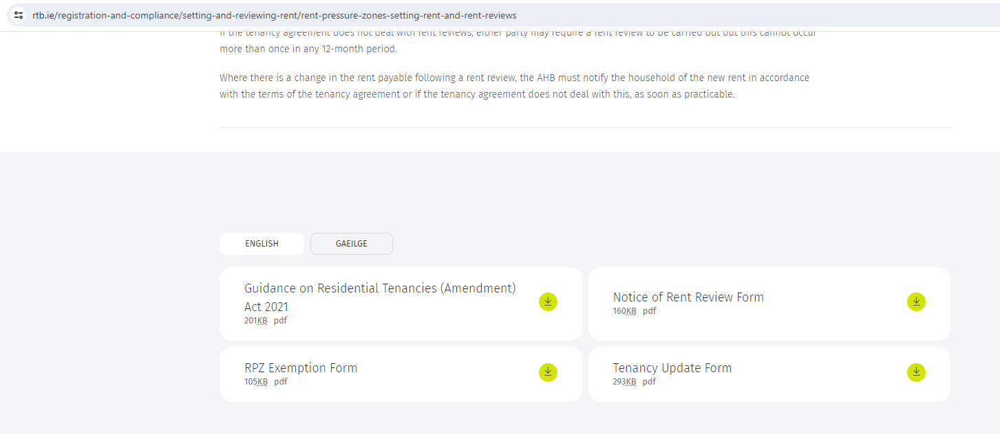 rtb.ie/registration-and-compliance/setting-and-reviewing-rent/rent-pressure-zones-setting-rent-and-rent-reviews
If the tenancy agreement does not deal with rent reviews, either party may require a rent review to be carried out but this cannot occur
more than once in any 12-month period.
Where there is a change in the rent payable following a rent review, the AHB must notify the household of the new rent in accordance
with the terms of the tenancy agreement or if the tenancy agreement does not deal with this, as soon as practicable.
ENGLISH
GAEILGE
Guidance on Residential Tenancies (Amendment)
Act 2021
201KB pdf
Notice of Rent Review Form
160KB pdf
RPZ Exemption Form
105KB pdf
Tenancy Update Form
293KB pdf